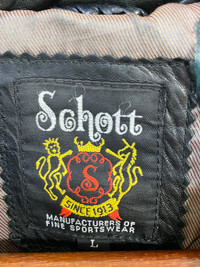 Schott
S
SINCE 1913
MANUFACTURERS OF
FINE SPORTSWEAR
L